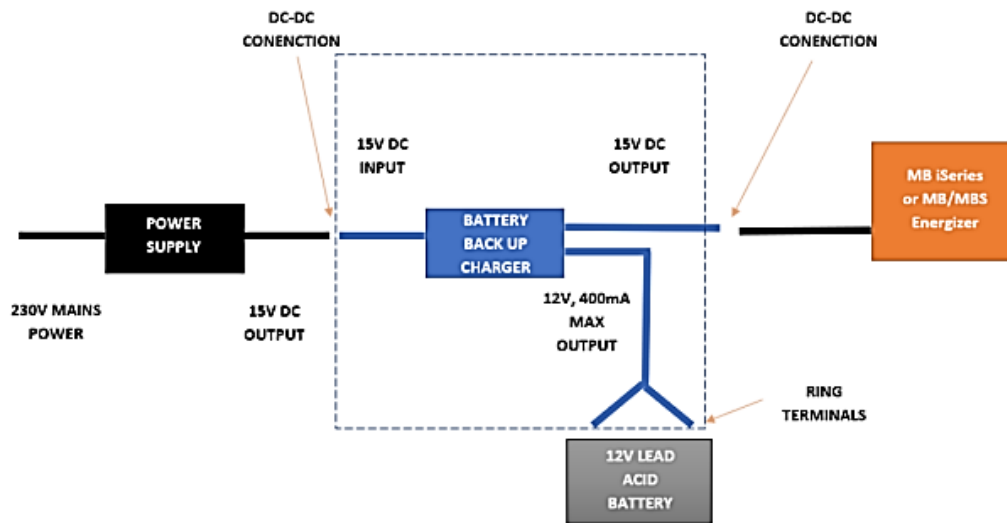 DC-DC
CONENCTION
DC-DC
CONENCTION
15V DC
INPUT
15V DC
OUTPUT
MB iSeries
or MB/MBS
Energizer
POWER
SUPPLY
BATTERY
BACK UP
CHARGER
230V MAINS
POWER
15V DC
OUTPUT
12V, 400mA
MAX
OUTPUT
RING
TERMINALS
12V LEAD
ACID
BATTERY